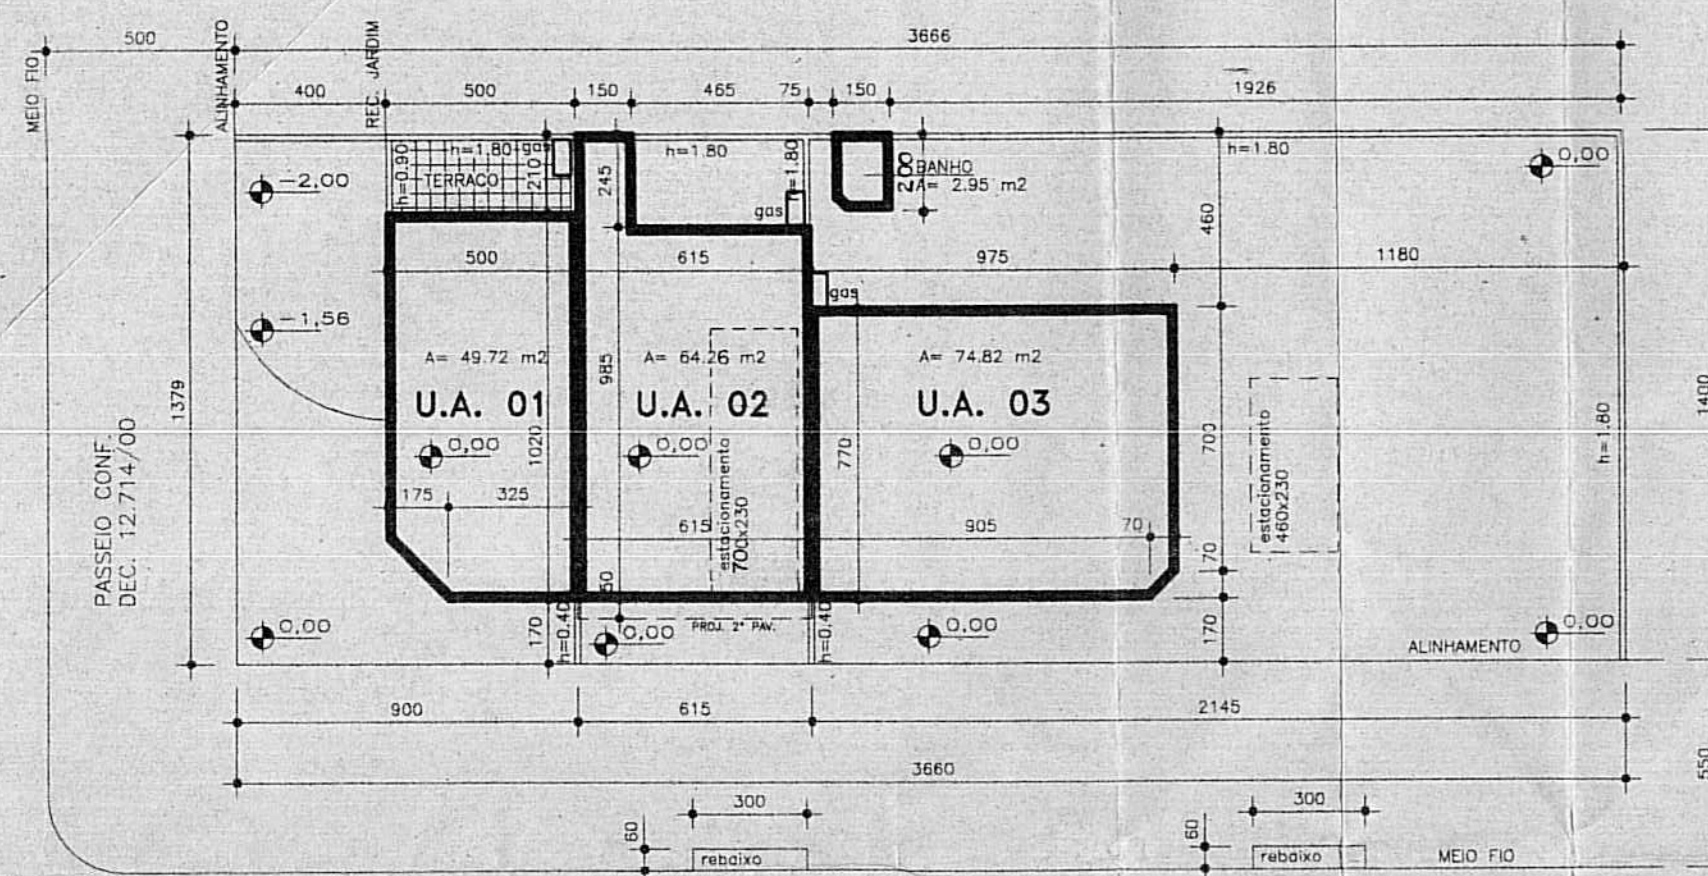 500
3666
MEIO FIO
ALINHAMENTO
REC. JARDIM
400
500
150
465
75
150
1926
h=0.90
h=1.80
gas
TERRACO
210
245
h=1.80
h=1.80
gas
200
BANHO
A= 2.95 m2
h=1.80
0,00
-2,00
460
500
615
975
1180
gas
-1,56
1379
A= 49.72 m2
985
A= 64.26 m2
A= 74.82 m2
U.A. 01
U.A. 02
U.A. 03
1400
0,00
1020
0,00
770
0,00
700
estacionamento
460x230
h=1.80
PASSEIO CONF.
DEC. 12.714/00
175
325
615
estacionamento
700x230
905
70
70
50
0,00
170
h=0.40
0,00
PROJ. 2° PAV.
h=0.40
0,00
170
0,00
ALINHAMENTO
900
615
2145
3660
550
300
300
60
rebaixo
60
rebaixo
MEIO FIO